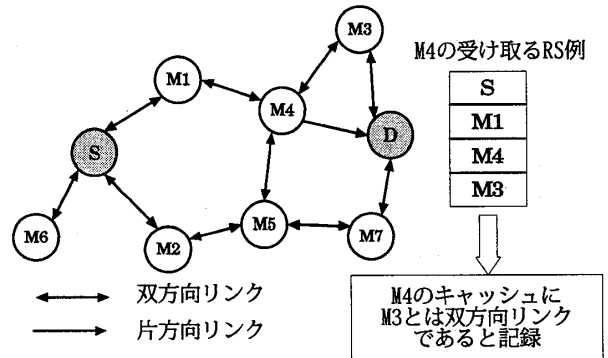 M3
M4の受け取るRS例
M1
M4
S
D
M6
M2
M5
M7
双方向リンク
片方向リンク
S
M1
M4
M3
M4のキャッシュに
M3とは双方向リンク
であると記録